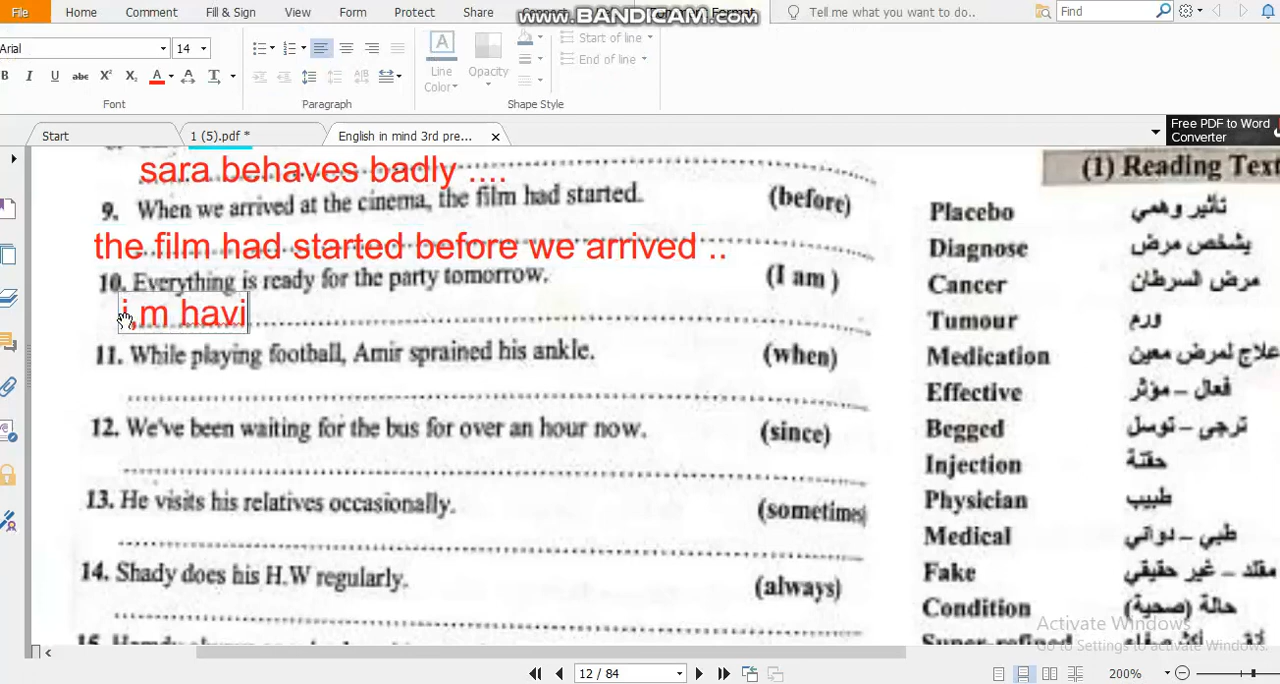 File Home Comment Fill & Sign View Form Protect Share Connect Format Tell me what you want to do.. Find
www.BANDICAM.com
Arial 14 Start of line
Line Color Opacity End of line
Font Paragraph Shape Style
Start 1 (5).pdf * English in mind 3rd pre... Free PDF to Word Converter
sara behaves badly ....
9. When we arrived at the cinema, the film had started. (before)
the film had started before we arrived ..
10. Everything is ready for the party tomorrow. (I am )
i,m havi
11. While playing football, Amir sprained his ankle. (when)
12. We've been waiting for the bus for over an hour now. (since)
13. He visits his relatives occasionally. (sometimes)
14. Shady does his H.W regularly. (always)
(1) Reading Text
Placebo تأثير وهمي
Diagnose يشخص مرض
Cancer مرض السرطان
Tumour ورم
Medication علاج لمرض معين
Effective فعال – مؤثر
Begged ترجى – توسل
Injection حقنة
Physician طبيب
Medical طبي – دوائي
Fake مقلد – غير حقيقي
Condition حالة (صحية)
Activate Windows
Go to Settings to activate Windows.
12 / 84 200%